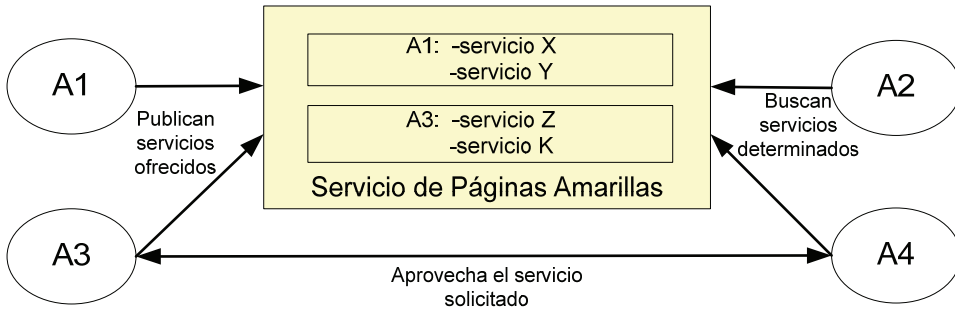 A1
Publican
servicios
ofrecidos
A3
A1: -servicio X
-servicio Y
A3: -servicio Z
-servicio K
Servicio de Páginas Amarillas
A2
Buscan
servicios
determinados
A4
Aprovecha el servicio
solicitado